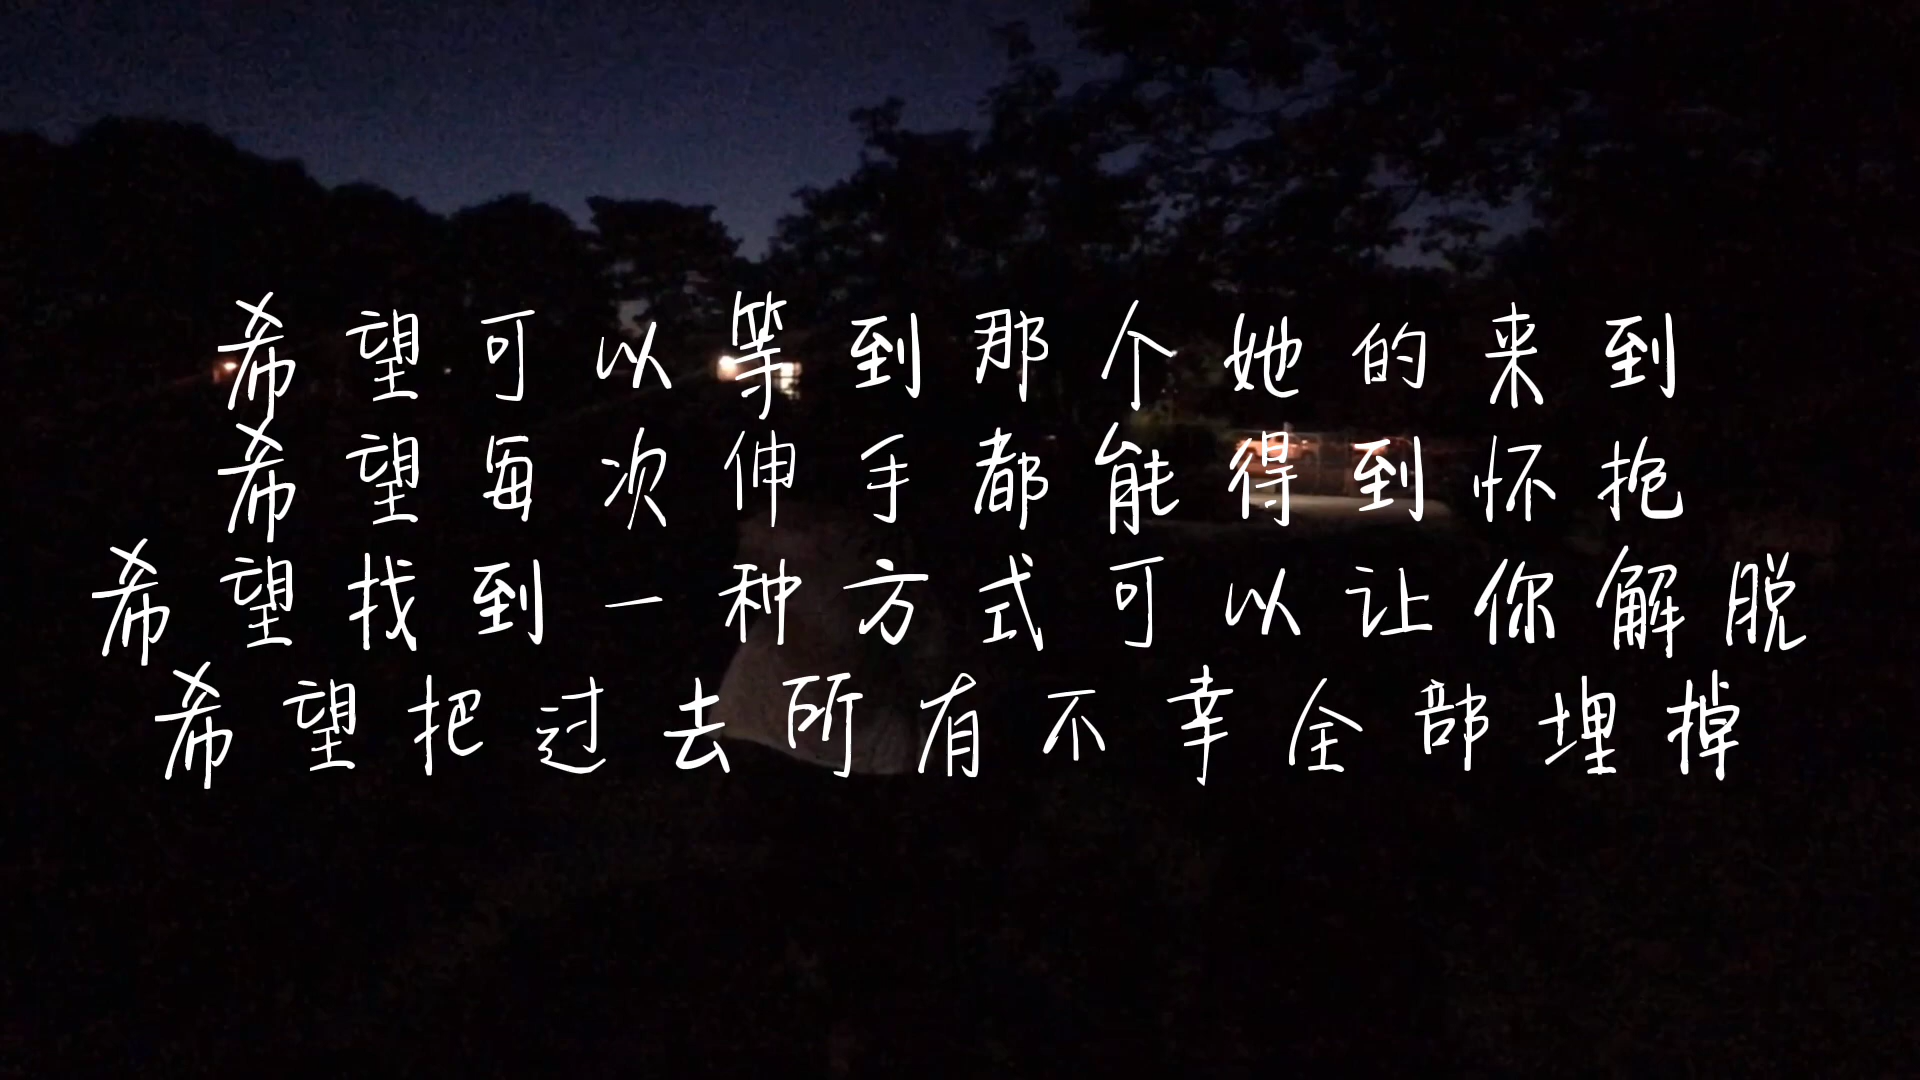 希望可以等到那个她的来到
希望每次伸手都能得到怀抱
希望找到一种方式可以让你解脱
希望把过去所有不幸全部埋掉